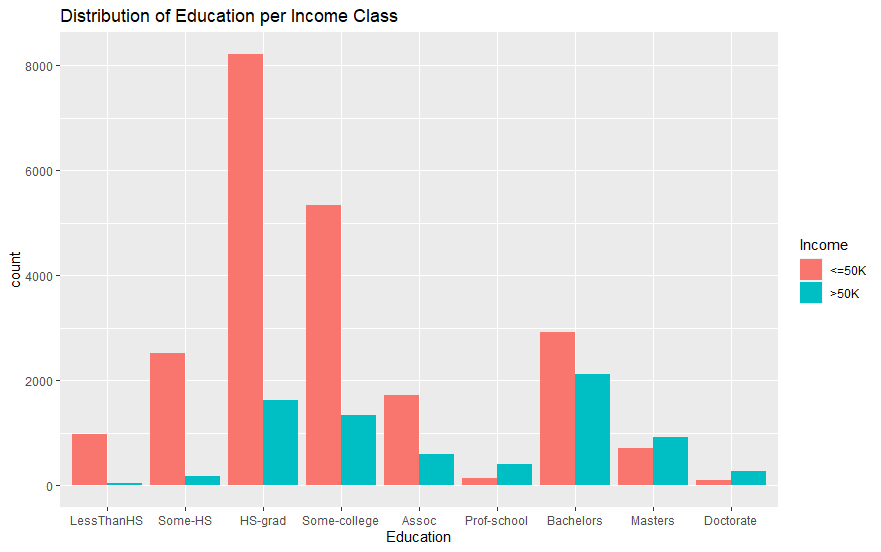 Distribution of Education per Income Class
count
8000
6000
4000
2000
0
LessThanHS
Some-HS
HS-grad
Some-college
Assoc
Prof-school
Bachelors
Masters
Doctorate
Education
Income
<=50K
>50K